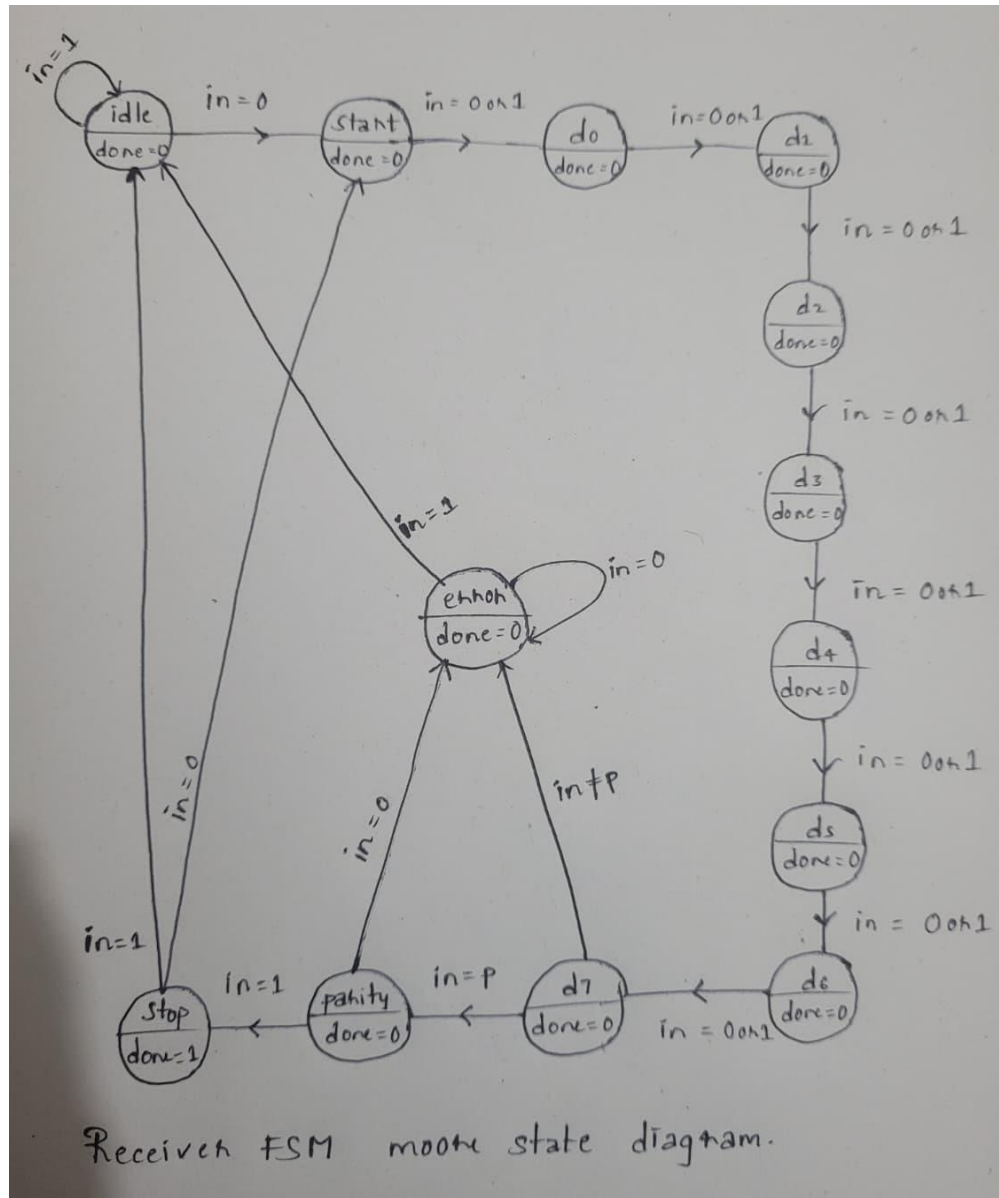 in=1
idle
done=0
in=0
start
done=0
in=0 or 1
d0
done=0
in=0 or 1
d1
done=0
in = 0 or 1
d2
done=0
in = 0 or 1
d3
done=0
in = 0 or 1
d4
done=0
in = 0 or 1
d5
done=0
in = 0 or 1
d6
done=0
in = 0 or 1
d7
done=0
in≠P
in=P
parity
done=0
in=0
in=1
stop
done=1
in=1
in=0
error
done=0
in=0
in=1
Receiver FSM moore state diagram.